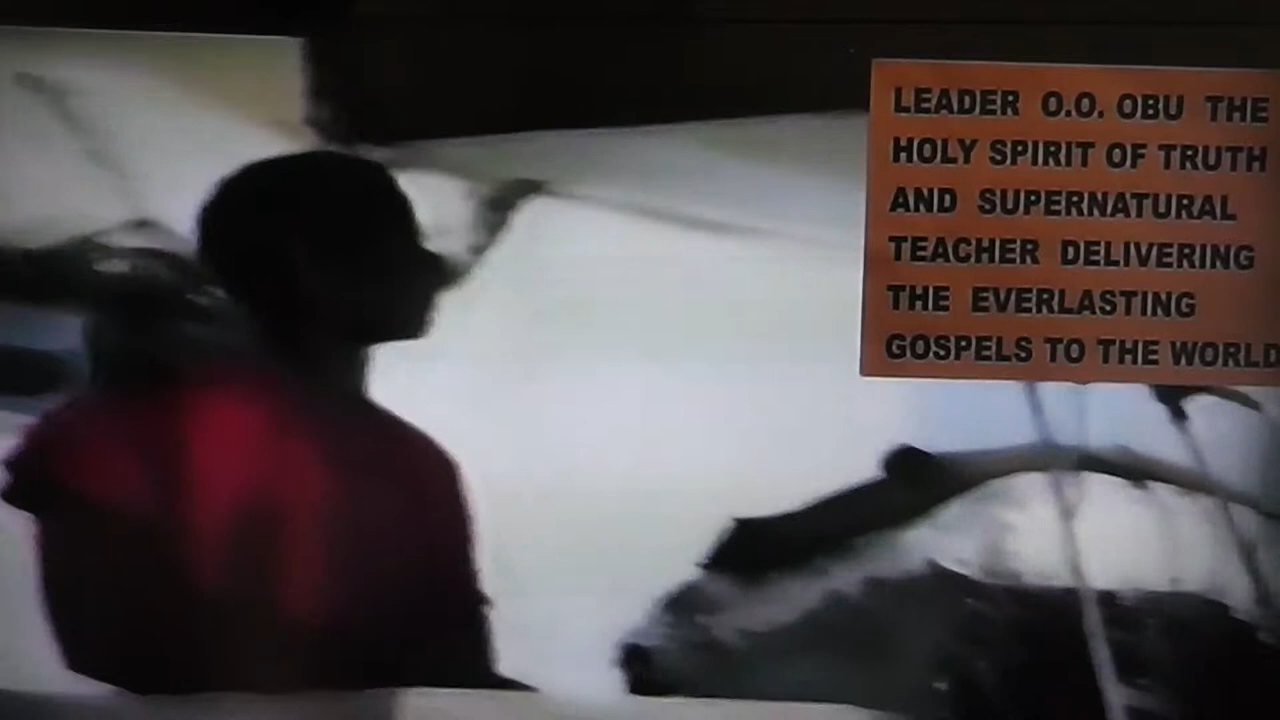 LEADER O.O. OBU THE
HOLY SPIRIT OF TRUTH
AND SUPERNATURAL
TEACHER DELIVERING
THE EVERLASTING
GOSPELS TO THE WORLD